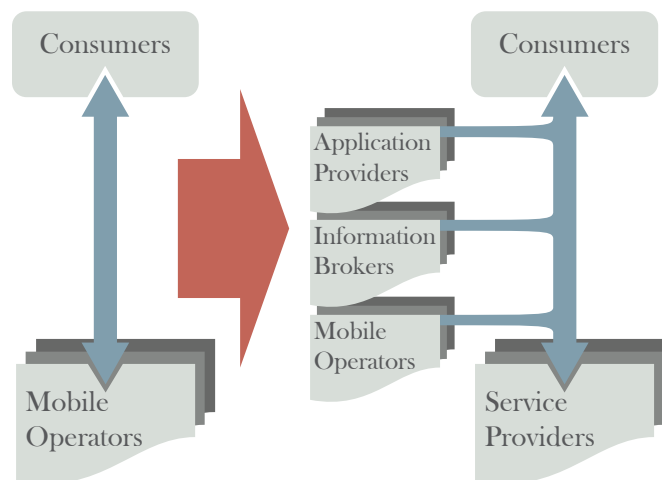 Consumers
Mobile
Operators
Consumers
Application
Providers
Information
Brokers
Mobile
Operators
Service
Providers